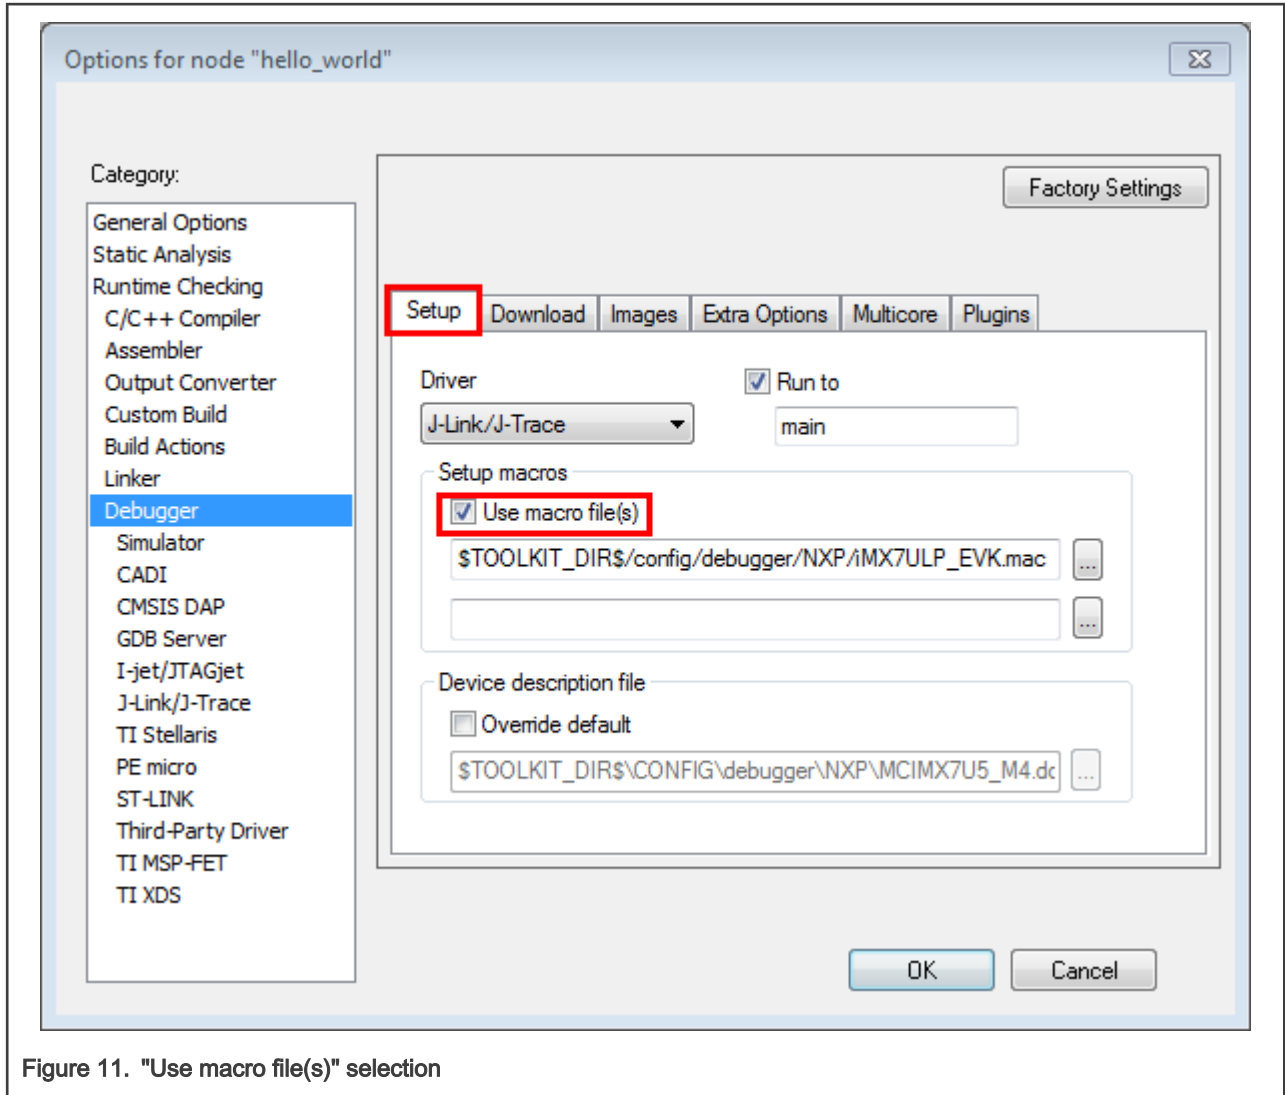 Options for node "hello_world"
Category:
General Options
Static Analysis
Runtime Checking
C/C++ Compiler
Assembler
Output Converter
Custom Build
Build Actions
Linker
Debugger
Simulator
CADI
CMSIS DAP
GDB Server
I-jet/JTAGjet
J-Link/J-Trace
TI Stellaris
PE micro
ST-LINK
Third-Party Driver
TI MSP-FET
TI XDS
Factory Settings
Setup Download Images Extra Options Multicore Plugins
Driver Run to
J-Link/J-Trace main
Setup macros
Use macro file(s)
$TOOLKIT_DIR$/config/debugger/NXP/iMX7ULP_EVK.mac ...
...
Device description file
Override default
$TOOLKIT_DIR$\CONFIG\debugger\NXP\MCIMX7U5_M4.dc ...
OK Cancel
Figure 11. "Use macro file(s)" selection